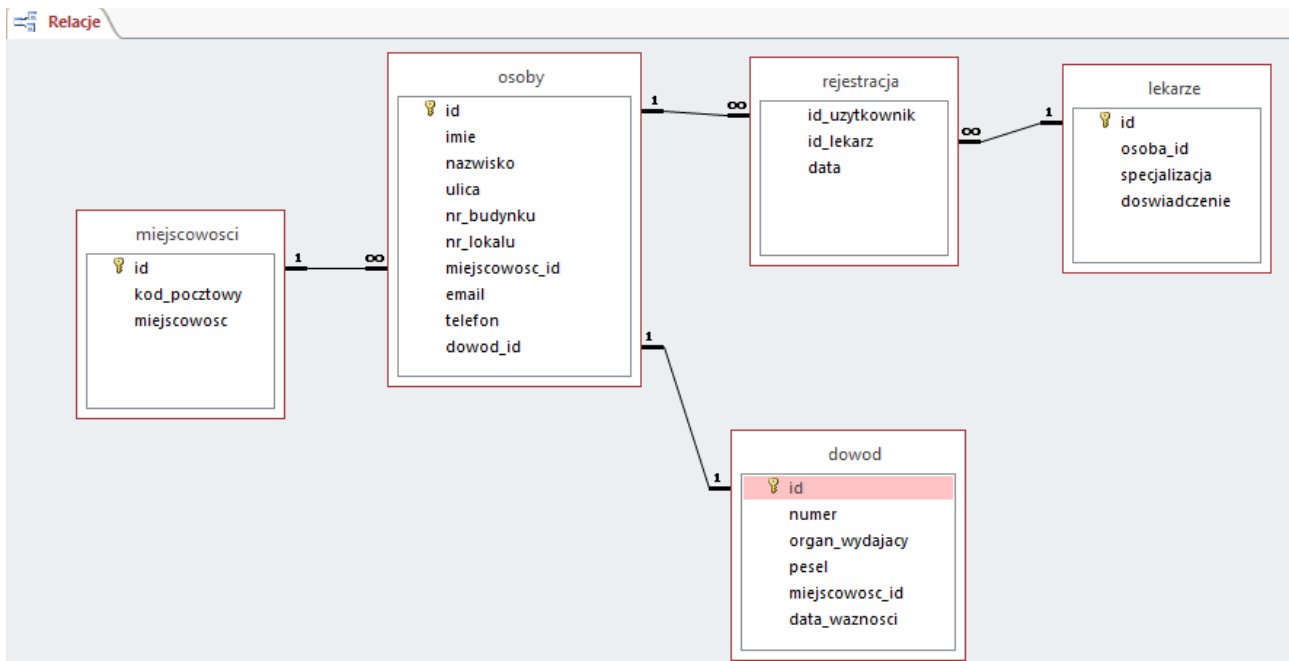 Relacje
miejscowosci
id
kod_pocztowy
miejscowosc
1
∞
osoby
id
imie
nazwisko
ulica
nr_budynku
nr_lokalu
miejscowosc_id
email
telefon
dowod_id
1
∞
rejestracja
id_uzytkownik
id_lekarz
data
∞
1
lekarze
id
osoba_id
specjalizacja
doswiadczenie
1
1
dowod
id
numer
organ_wydajacy
pesel
miejscowosc_id
data_waznosci